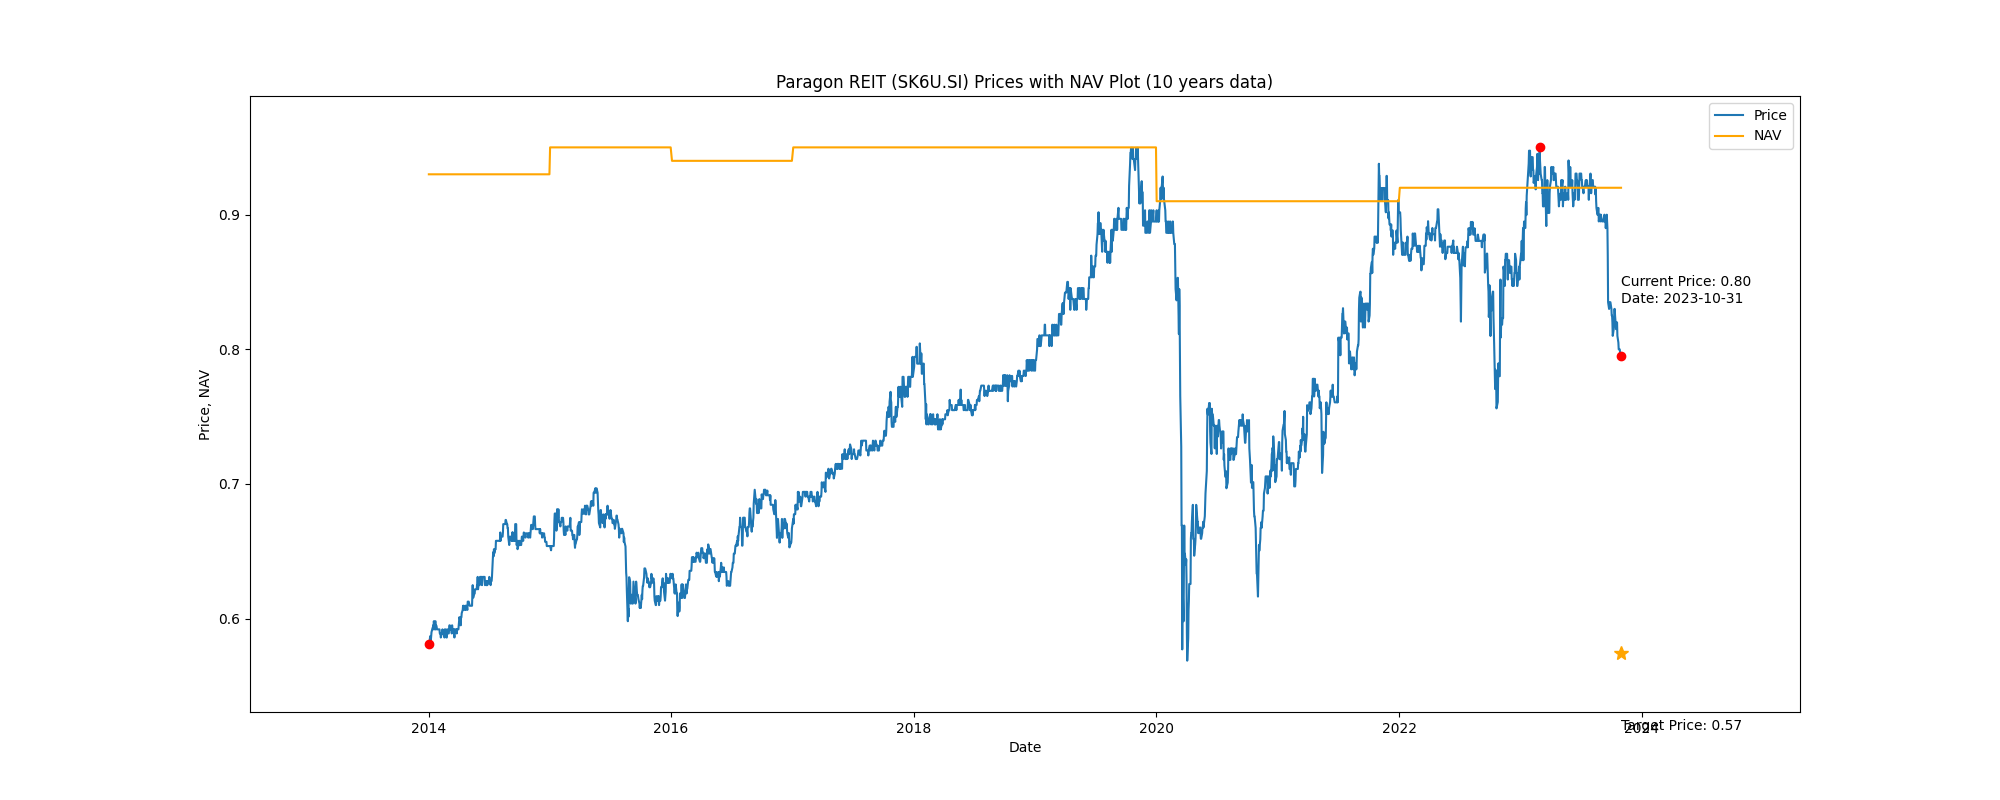 Paragon REIT (SK6U.SI) Prices with NAV Plot (10 years data)
Price
NAV
0.9
0.8
0.7
0.6
Price, NAV
Current Price: 0.80
Date: 2023-10-31
Target Price: 0.57
2014
2016
2018
2020
2022
2024
Date